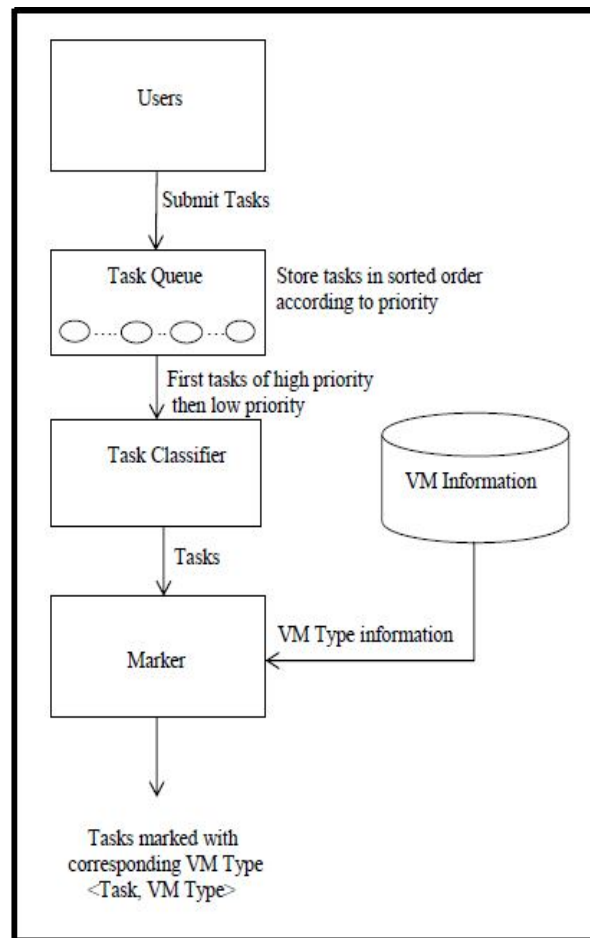 Users
Submit Tasks
Task Queue
Store tasks in sorted order
according to priority
First tasks of high priority
then low priority
Task Classifier
VM Information
Tasks
VM Type information
Marker
Tasks marked with
corresponding VM Type
<Task, VM Type>